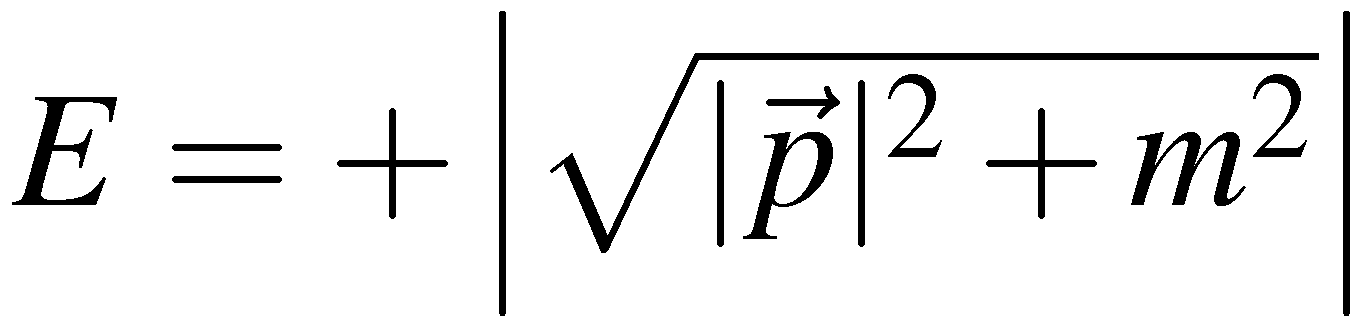 E = + | √(|p⃗|² + m²) |